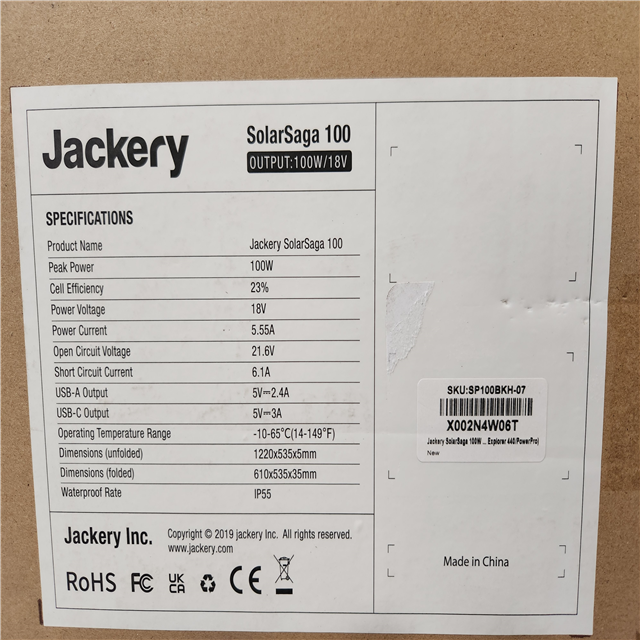 Jackery
SolarSaga 100
OUTPUT:100W/18V
SPECIFICATIONS
Product Name Jackery SolarSaga 100
Peak Power 100W
Cell Efficiency 23%
Power Voltage 18V
Power Current 5.55A
Open Circuit Voltage 21.6V
Short Circuit Current 6.1A
USB-A Output 5V⎓2.4A
USB-C Output 5V⎓3A
Operating Temperature Range -10-65°C(14-149°F)
Dimensions (unfolded) 1220x535x5mm
Dimensions (folded) 610x535x35mm
Waterproof Rate IP55
Jackery Inc.
Copyright © 2019 jackery Inc. All rights reserved.
www.jackery.com
RoHS FC UK CA CE
SKU:SP100BKH-07
X002N4W06T
Jackery SolarSaga 100W ... Explorer 440/PowerPro)
New
Made in China